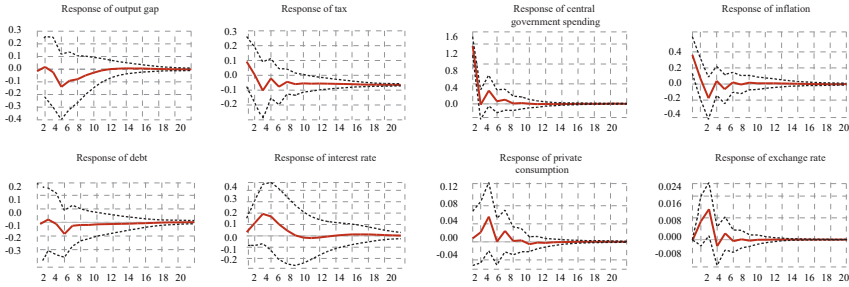 Response of output gap
0.3
0.2
0.1
0.0
-0.1
-0.2
-0.3
-0.4
2 4 6 8 10 12 14 16 18 20
Response of tax
0.3
0.2
0.1
0.0
-0.1
-0.2
2 4 6 8 10 12 14 16 18 20
Response of central
government spending
1.6
1.2
0.8
0.4
0.0
2 4 6 8 10 12 14 16 18 20
Response of inflation
0.4
0.2
0.0
-0.2
-0.4
2 4 6 8 10 12 14 16 18 20
Response of debt
0.2
0.1
0.0
-0.1
-0.2
-0.3
2 4 6 8 10 12 14 16 18 20
Response of interest rate
0.4
0.3
0.2
0.1
0.0
-0.1
-0.2
2 4 6 8 10 12 14 16 18 20
Response of private
consumption
0.12
0.08
0.04
0.00
-0.04
2 4 6 8 10 12 14 16 18 20
Response of exchange rate
0.024
0.016
0.008
0.000
-0.008
2 4 6 8 10 12 14 16 18 20